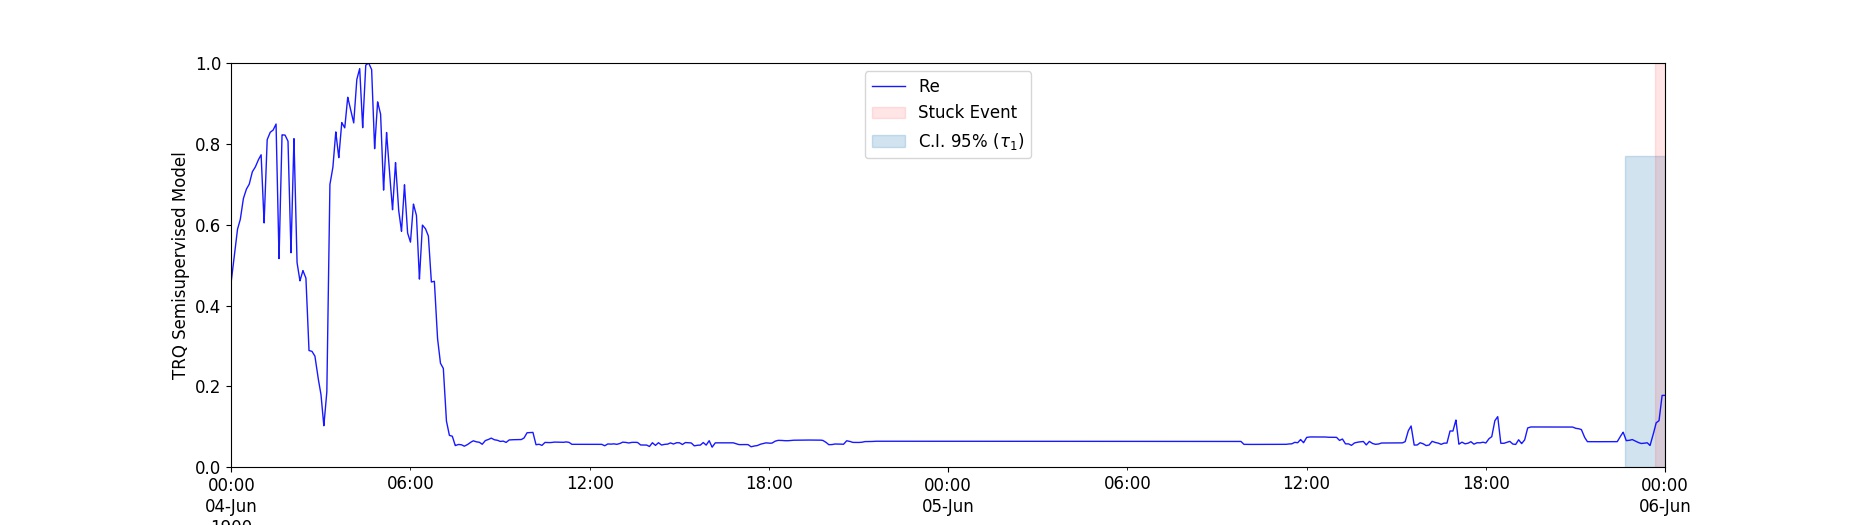 TRQ Semisupervised Model
1.0
0.8
0.6
0.4
0.2
0.0
Re
Stuck Event
C.I. 95% (τ₁)
00:00 06:00 12:00 18:00 00:00 06:00 12:00 18:00 00:00
04-Jun 05-Jun 06-Jun
1900